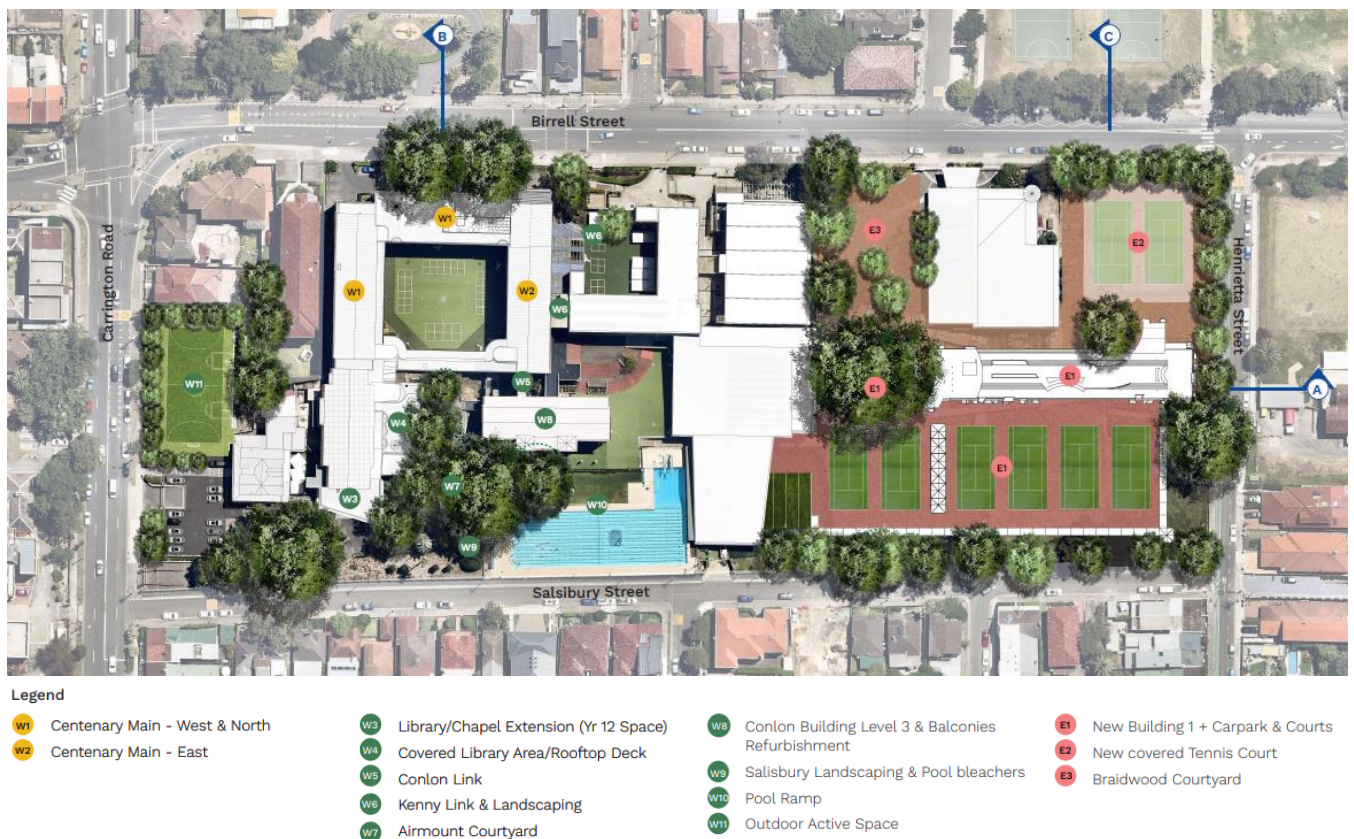 B
C
Birrell Street
W1
W6
E3
E2
Carrington Road
W1
W2
W6
Henrietta Street
W11
W5
E1
E1
A
W8
W4
E1
W7
W3
W10
W9
Salsibury Street
Legend
W1 Centenary Main - West & North
W2 Centenary Main - East
W3 Library/Chapel Extension (Yr 12 Space)
W4 Covered Library Area/Rooftop Deck
W5 Conlon Link
W6 Kenny Link & Landscaping
W7 Airmount Courtyard
W8 Conlon Building Level 3 & Balconies
Refurbishment
W9 Salisbury Landscaping & Pool bleachers
W10 Pool Ramp
W11 Outdoor Active Space
E1 New Building 1 + Carpark & Courts
E2 New covered Tennis Court
E3 Braidwood Courtyard